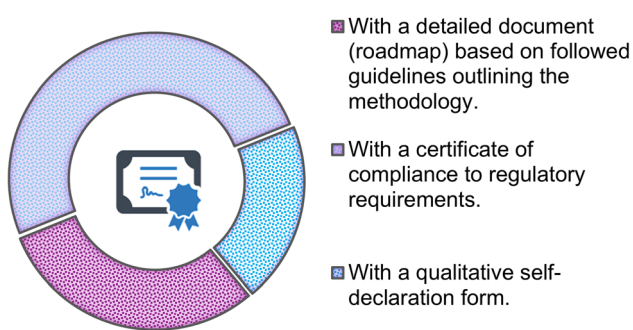 With a detailed document
(roadmap) based on followed
guidelines outlining the
methodology.
With a certificate of
compliance to regulatory
requirements.
With a qualitative self-
declaration form.